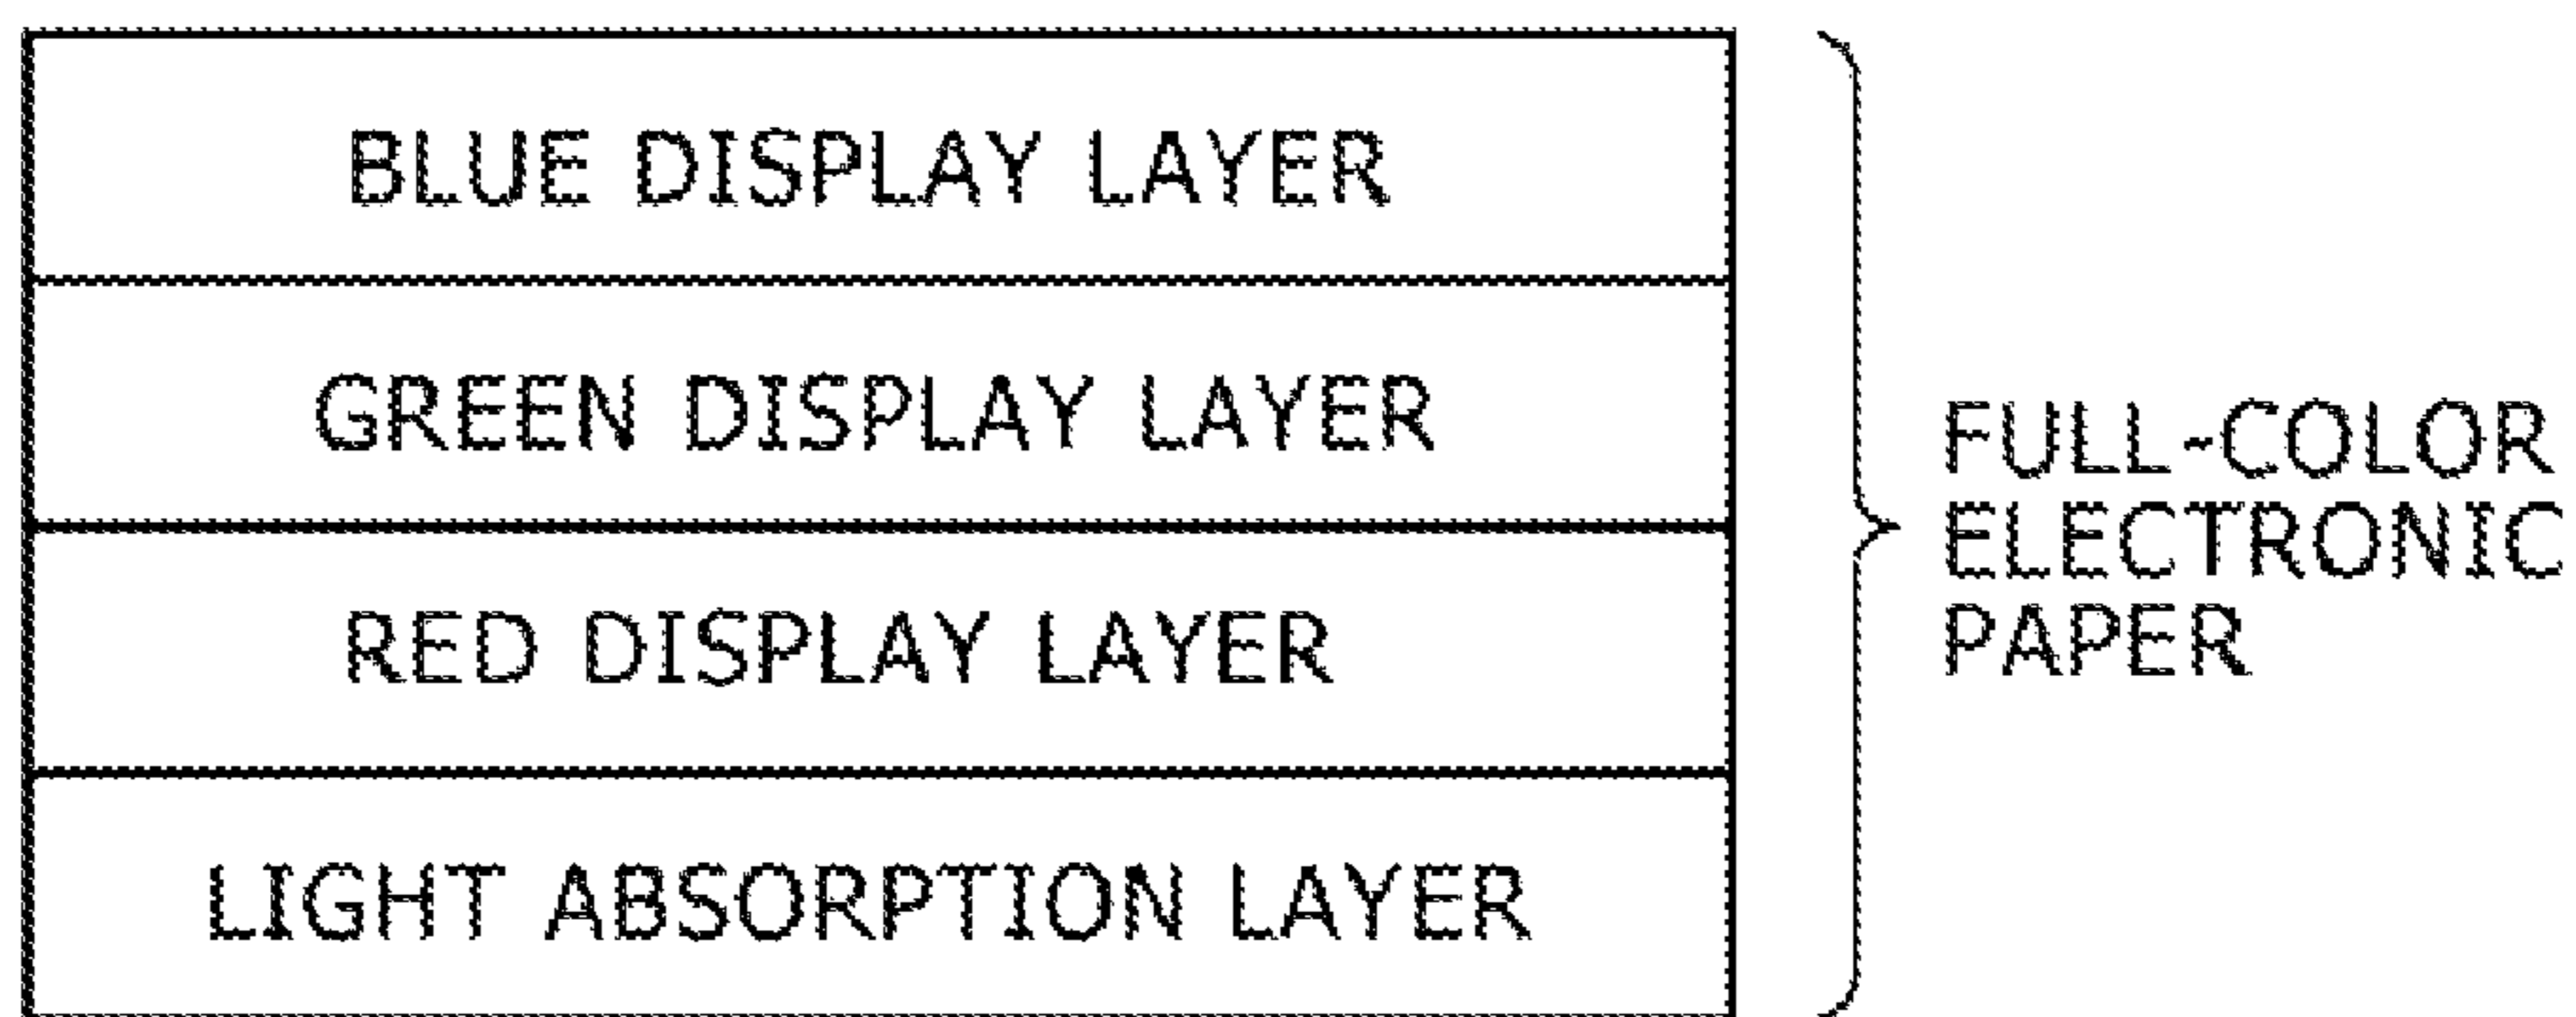 BLUE DISPLAY LAYER
GREEN DISPLAY LAYER
RED DISPLAY LAYER
LIGHT ABSORPTION LAYER
FULL-COLOR
ELECTRONIC
PAPER